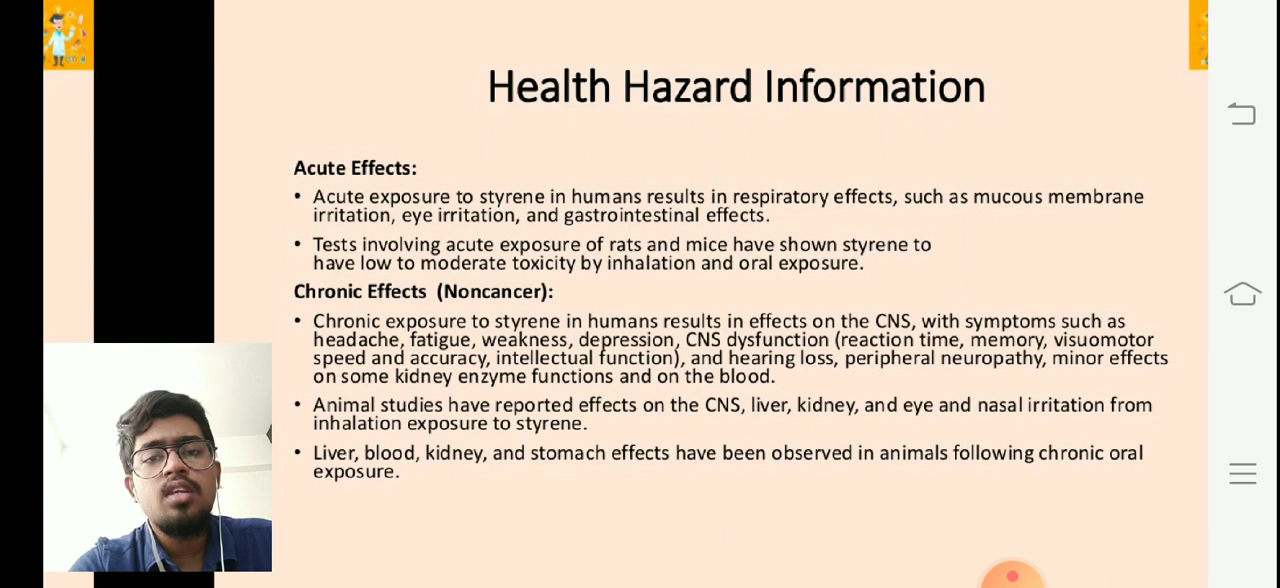 Health Hazard Information
Acute Effects:
• Acute exposure to styrene in humans results in respiratory effects, such as mucous membrane
irritation, eye irritation, and gastrointestinal effects.
• Tests involving acute exposure of rats and mice have shown styrene to
have low to moderate toxicity by inhalation and oral exposure.
Chronic Effects (Noncancer):
• Chronic exposure to styrene in humans results in effects on the CNS, with symptoms such as
headache, fatigue, weakness, depression, CNS dysfunction (reaction time, memory, visuomotor
speed and accuracy, intellectual function), and hearing loss, peripheral neuropathy, minor effects
on some kidney enzyme functions and on the blood.
• Animal studies have reported effects on the CNS, liver, kidney, and eye and nasal irritation from
inhalation exposure to styrene.
• Liver, blood, kidney, and stomach effects have been observed in animals following chronic oral
exposure.